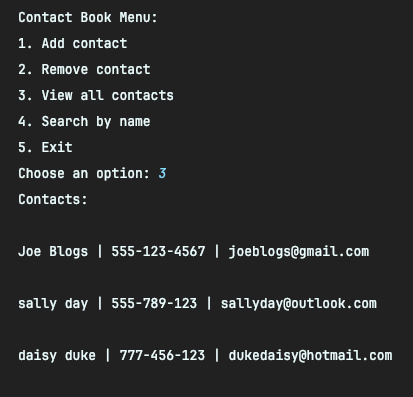 Contact Book Menu:
1. Add contact
2. Remove contact
3. View all contacts
4. Search by name
5. Exit
Choose an option: 3
Contacts:
Joe Blogs | 555-123-4567 | joeblogs@gmail.com
sally day | 555-789-123 | sallyday@outlook.com
daisy duke | 777-456-123 | dukedaisy@hotmail.com